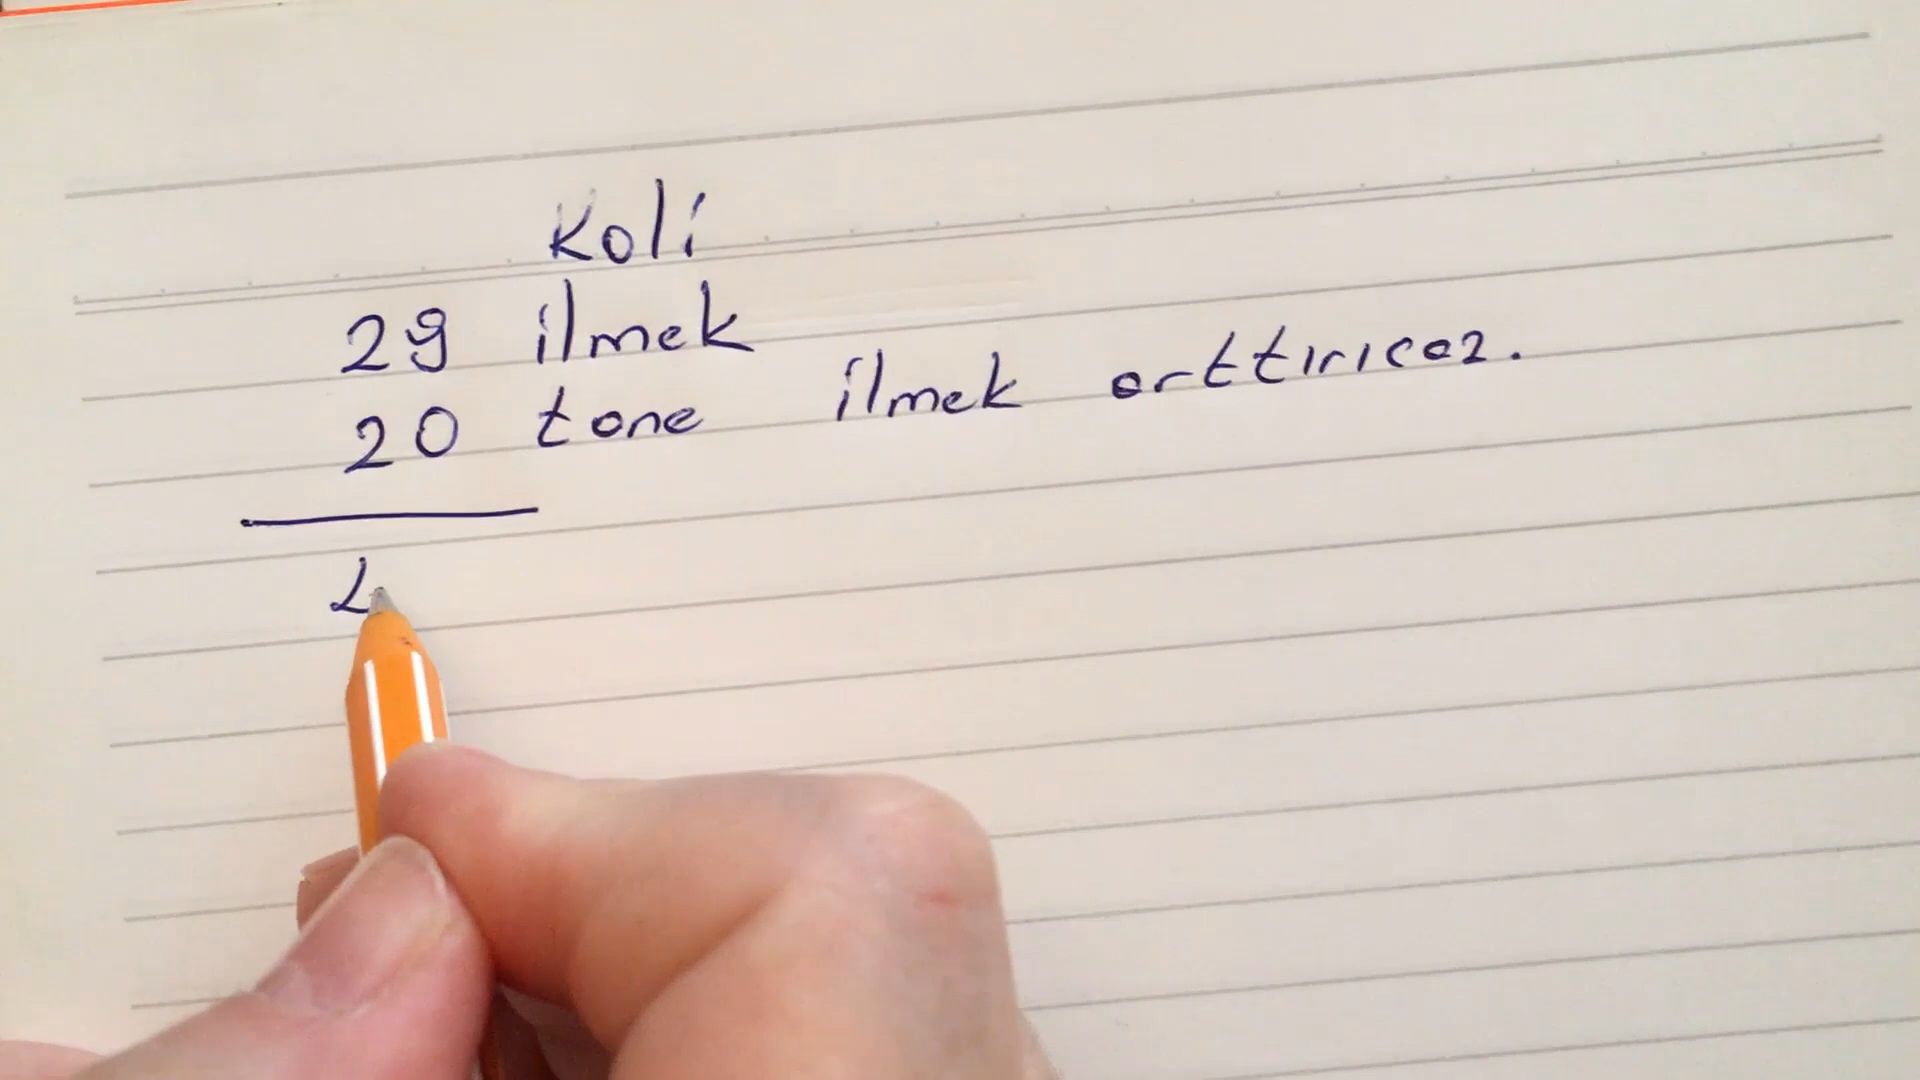 Koli
29 ilmek
20 tane ilmek arttırıcaz.